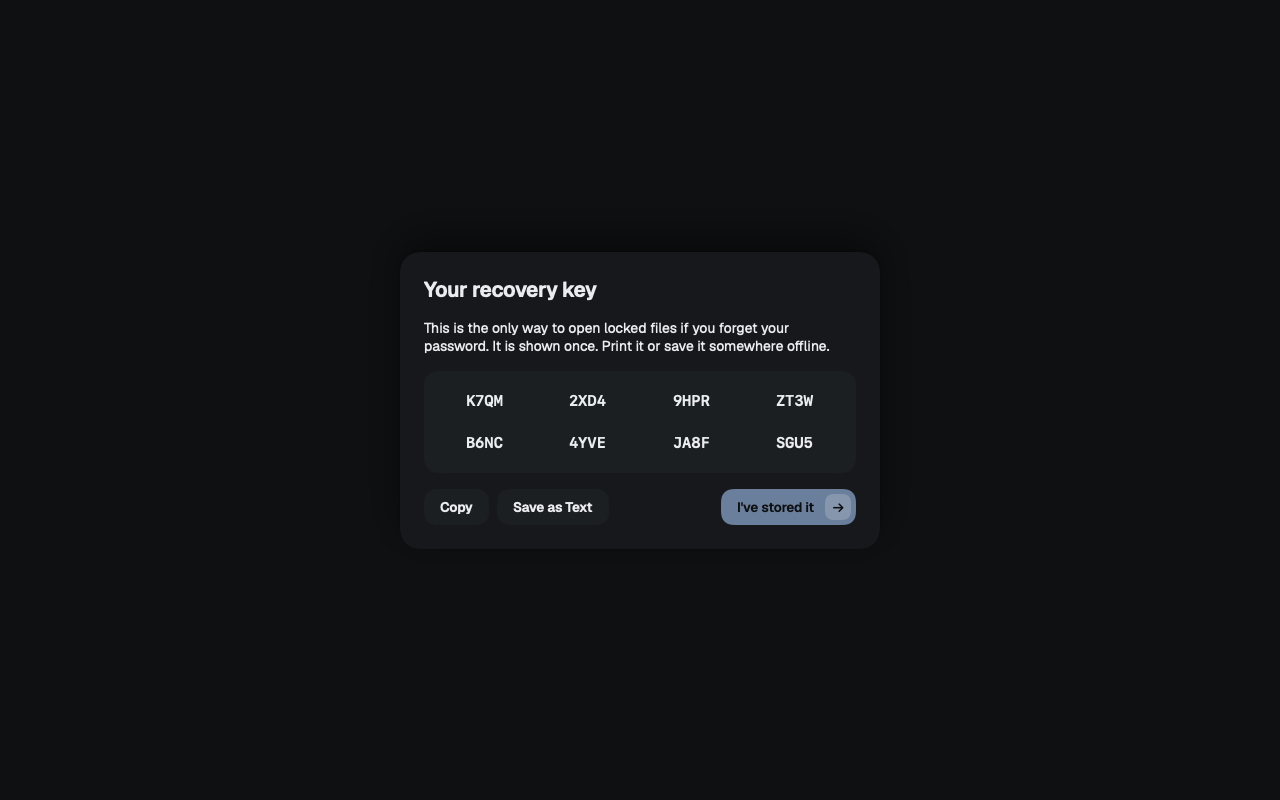 Your recovery key
This is the only way to open locked files if you forget your
password. It is shown once. Print it or save it somewhere offline.
K7QM 2XD4 9HPR ZT3W
B6NC 4YVE JA8F SGU5
Copy Save as Text I've stored it →